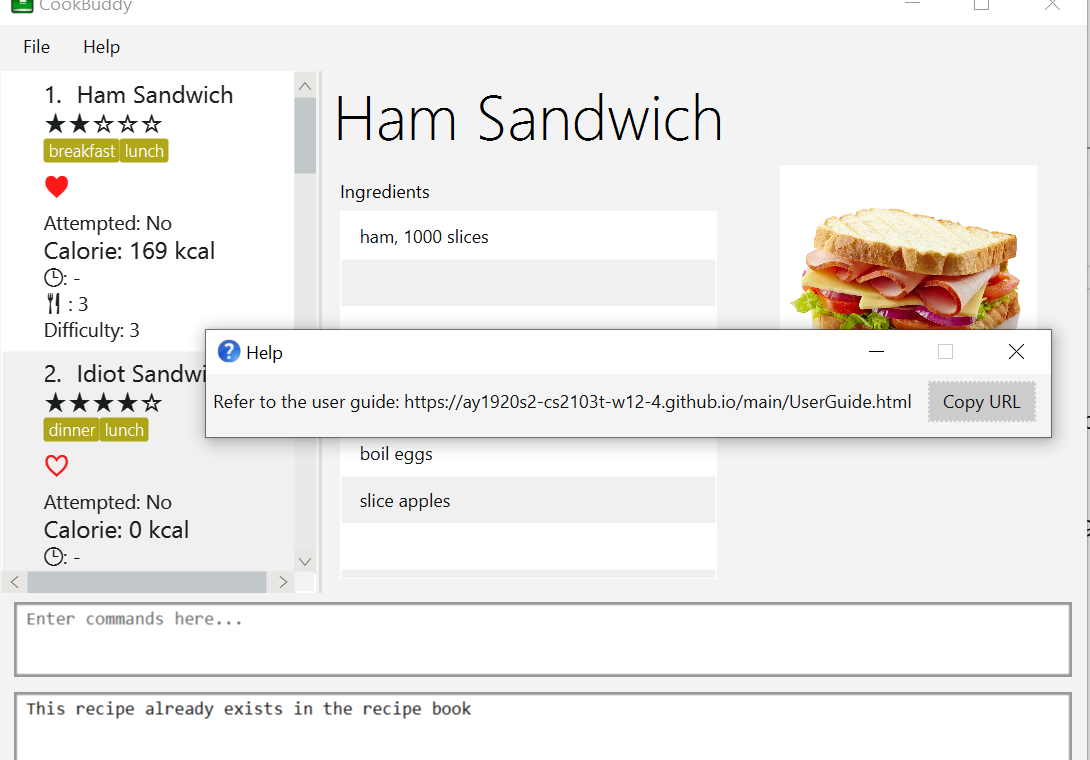 CookBuddy
File Help
1. Ham Sandwich
★★☆☆☆
breakfast lunch
Attempted: No
Calorie: 169 kcal
: -
: 3
Difficulty: 3
2. Idiot Sandwi
★★★★☆
dinner lunch
Attempted: No
Calorie: 0 kcal
: -
Ham Sandwich
Ingredients
ham, 1000 slices
Help
Refer to the user guide: https://ay1920s2-cs2103t-w12-4.github.io/main/UserGuide.html Copy URL
boil eggs
slice apples
Enter commands here...
This recipe already exists in the recipe book